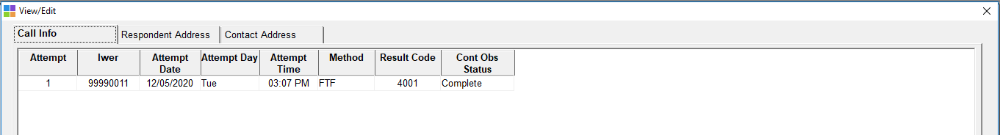 View/Edit
Call Info Respondent Address Contact Address
Attempt Iwer Attempt Date Attempt Day Attempt Time Method Result Code Cont Obs Status
1 99990011 12/05/2020 Tue 03:07 PM FTF 4001 Complete